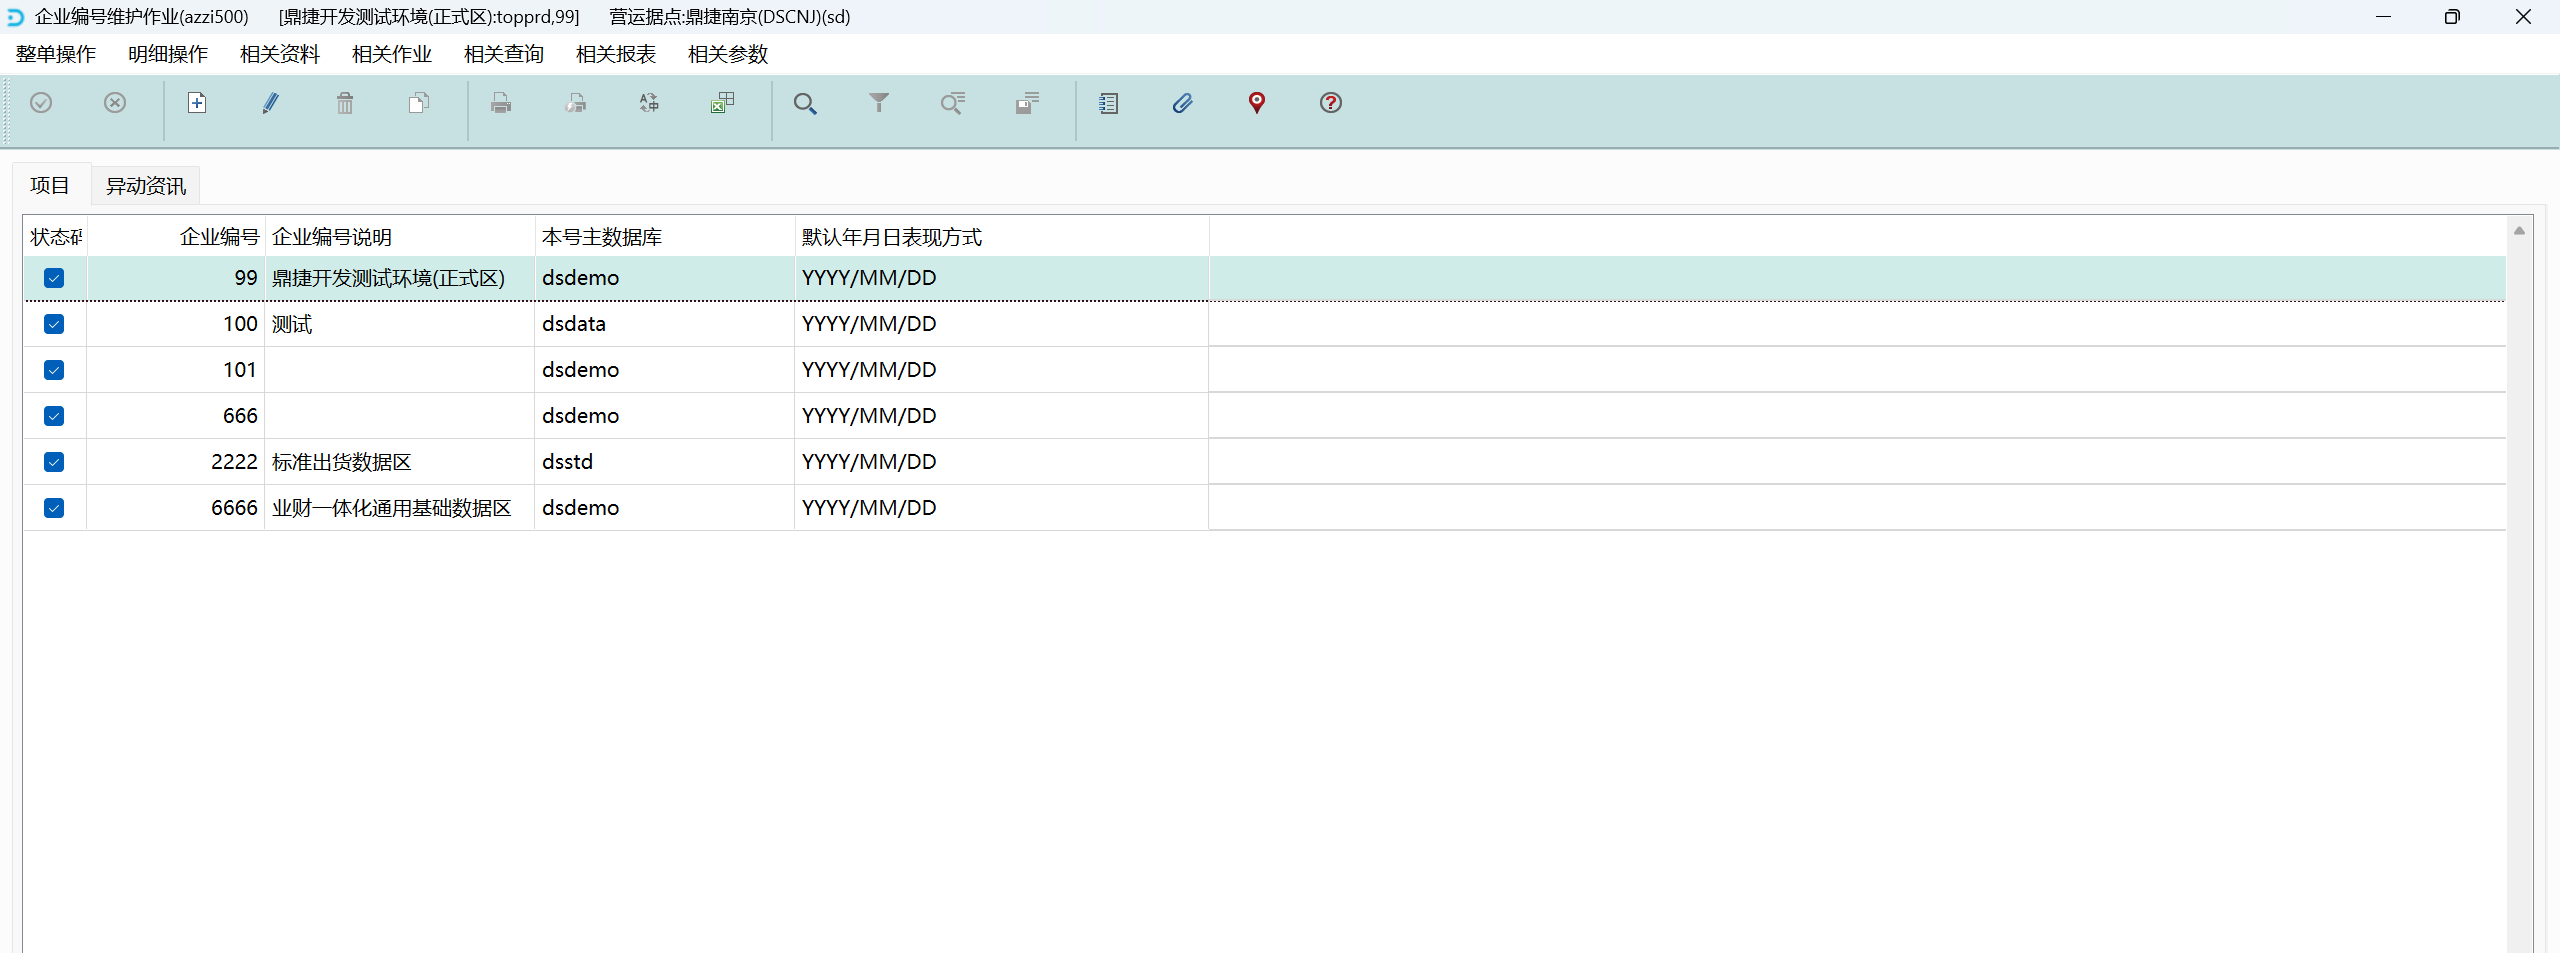 企业编号维护作业(azzi500) [鼎捷开发测试环境(正式区):topprd,99] 营运据点:鼎捷南京(DSCNJ)(sd)
整单操作 明细操作 相关资料 相关作业 相关查询 相关报表 相关参数
项目 异动资讯
状态码 企业编号 企业编号说明 本号主数据库 默认年月日表现方式
99 鼎捷开发测试环境(正式区) dsdemo YYYY/MM/DD
100 测试 dsdata YYYY/MM/DD
101 dsdemo YYYY/MM/DD
666 dsdemo YYYY/MM/DD
2222 标准出货数据区 dsstd YYYY/MM/DD
6666 业财一体化通用基础数据区 dsdemo YYYY/MM/DD